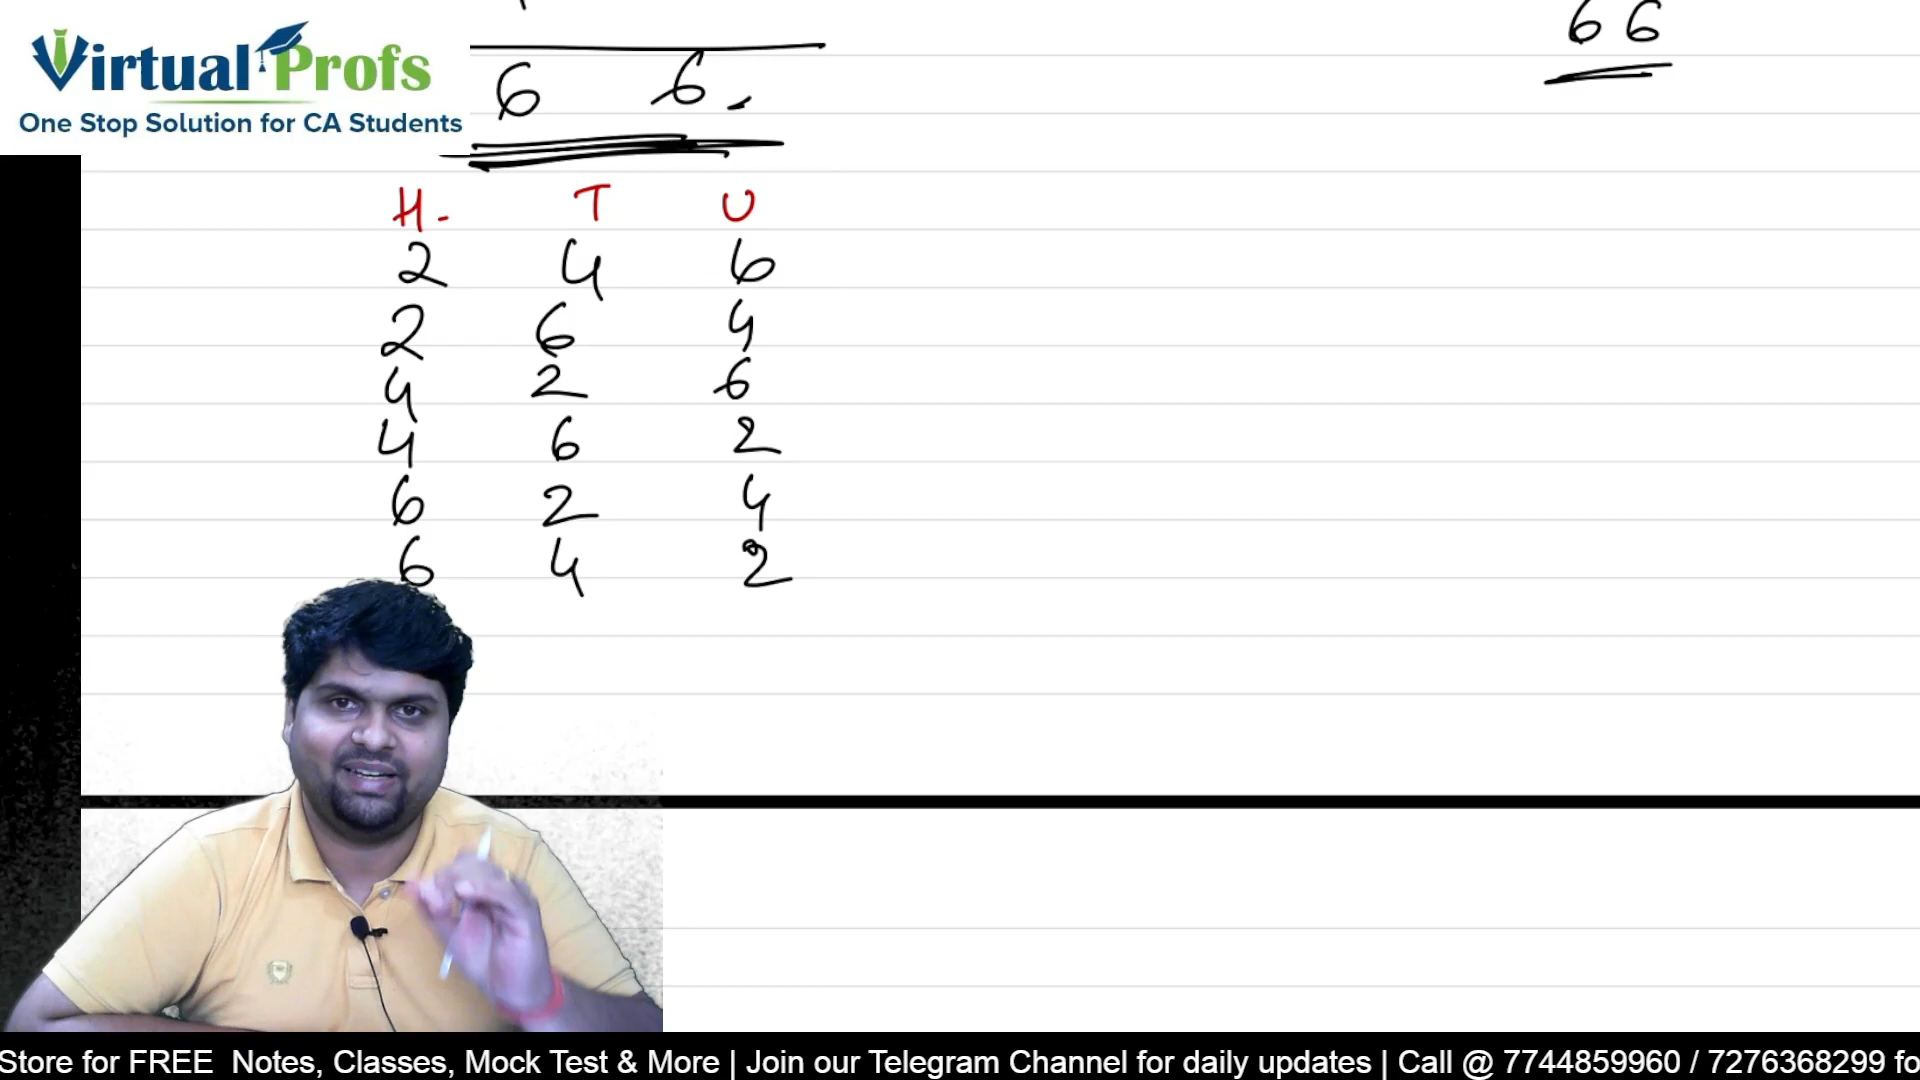 6 6
Virtual Profs
One Stop Solution for CA Students
6 6.
H. T U
2 4 6
2 6 4
4 2 6
4 6 2
6 2 4
6 4 2
Store for FREE Notes, Classes, Mock Test & More | Join our Telegram Channel for daily updates | Call @ 7744859960 / 7276368299 fo